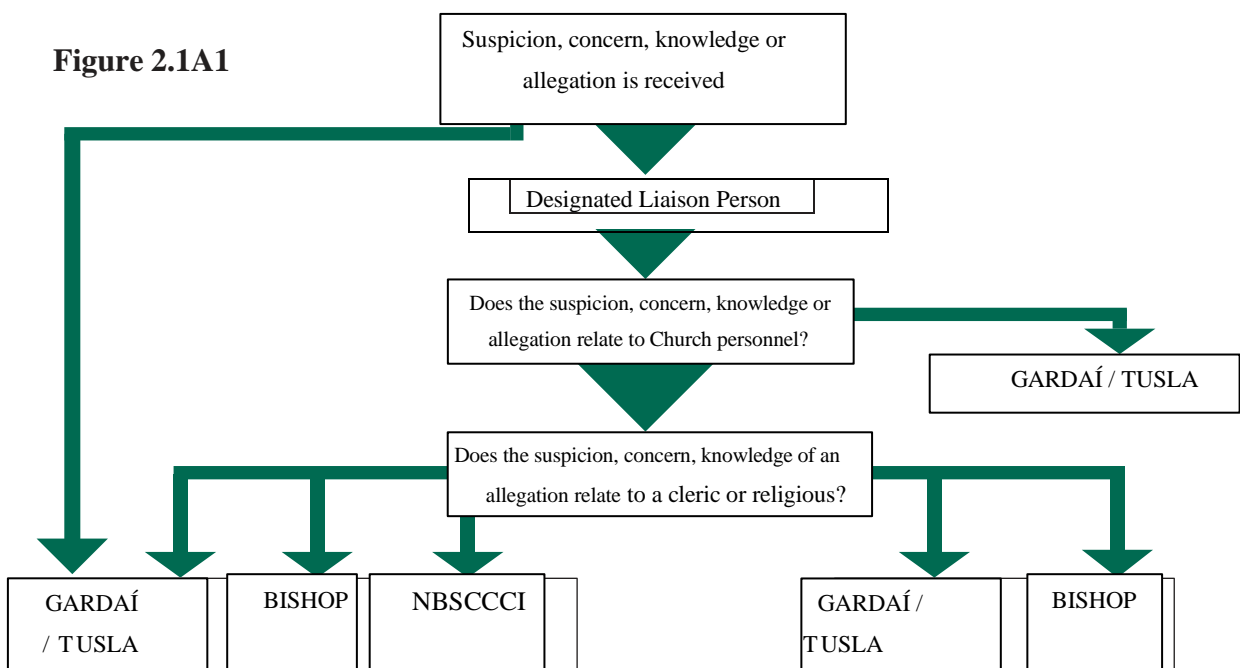 Figure 2.1A1
Suspicion, concern, knowledge or
allegation is received
Designated Liaison Person
Does the suspicion, concern, knowledge or
allegation relate to Church personnel?
GARDAÍ / TUSLA
Does the suspicion, concern, knowledge of an
allegation relate to a cleric or religious?
GARDAÍ
/ TUSLA
BISHOP
NBSCCCI
GARDAÍ /
TUSLA
BISHOP